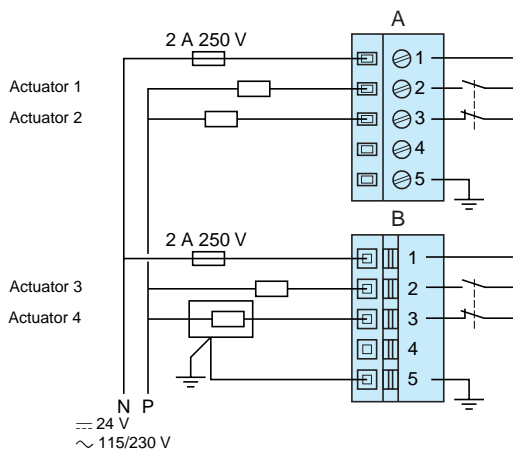 A
2 A 250 V
1
Actuator 1
2
Actuator 2
3
4
5
B
2 A 250 V
1
Actuator 3
2
Actuator 4
3
4
5
N P
⎓ 24 V
∼ 115/230 V